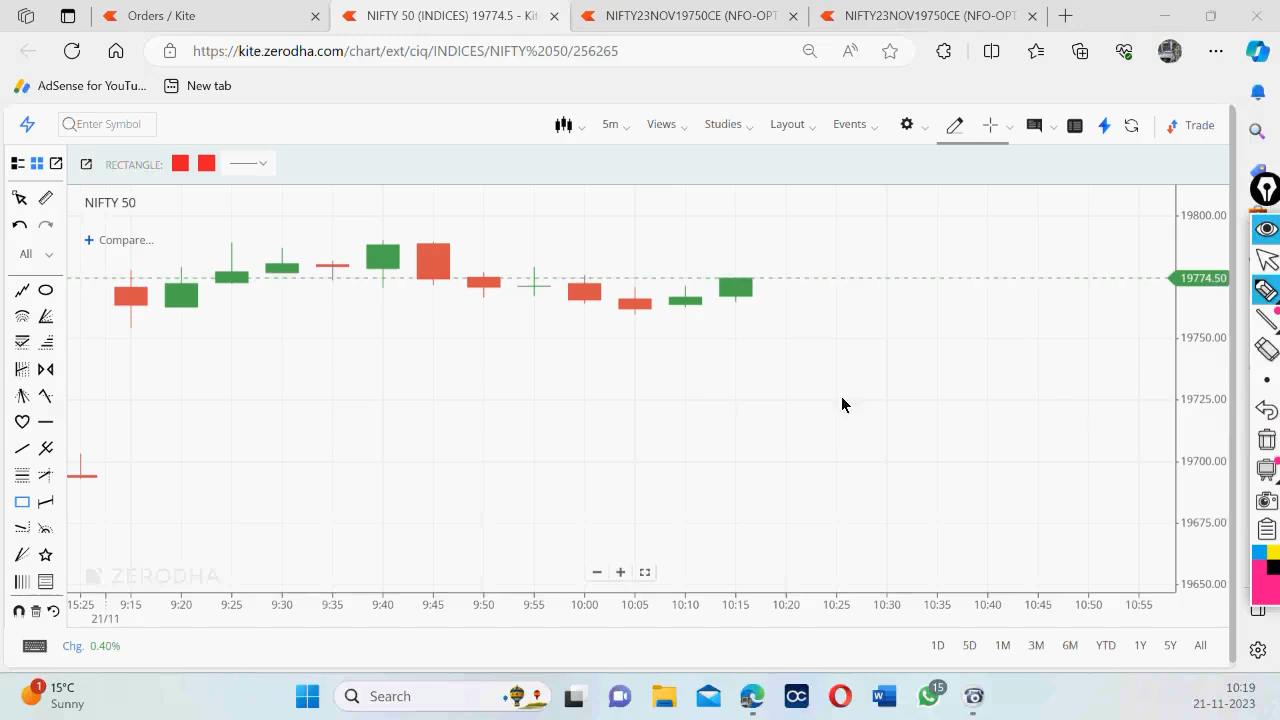 Orders / Kite
NIFTY 50 (INDICES) 19774.5 - Kit
NIFTY23NOV19750CE (NFO-OPT
NIFTY23NOV19750CE (NFO-OPT
https://kite.zerodha.com/chart/ext/ciq/INDICES/NIFTY%2050/256265
AdSense for YouTu...
New tab
Enter Symbol
5m
Views
Studies
Layout
Events
Trade
RECTANGLE:
NIFTY 50
Compare...
All
19800.00
19774.50
19750.00
19725.00
19700.00
19675.00
19650.00
ZERODHA
15:25 9:15 9:20 9:25 9:30 9:35 9:40 9:45 9:50 9:55 10:00 10:05 10:10 10:15 10:20 10:25 10:30 10:35 10:40 10:45 10:50 10:55
21/11
Chg. 0.40%
1D 5D 1M 3M 6M YTD 1Y 5Y All
1
15°C
Sunny
Search
OC
15
10:19
21-11-2023